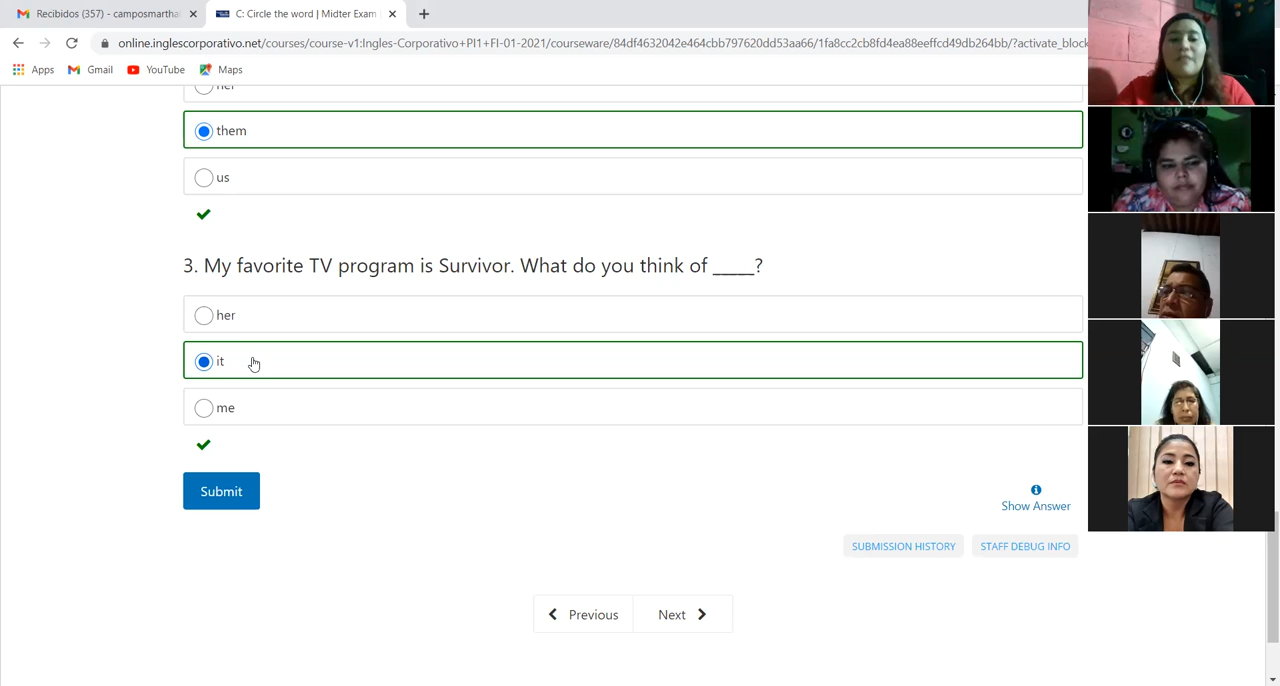 Recibidos (357) - camposmartha
C: Circle the word | Midter Exam
online.inglescorporativo.net/courses/course-v1:Ingles-Corporativo+PI1+FI-01-2021/courseware/84df4632042e464cbb797620dd53aa66/1fa8cc2cb8fd4ea88eeffcd49db264bb/?activate_block
Apps Gmail YouTube Maps
her
them
us
3. My favorite TV program is Survivor. What do you think of _____?
her
it
me
Submit
Show Answer
SUBMISSION HISTORY STAFF DEBUG INFO
Previous Next